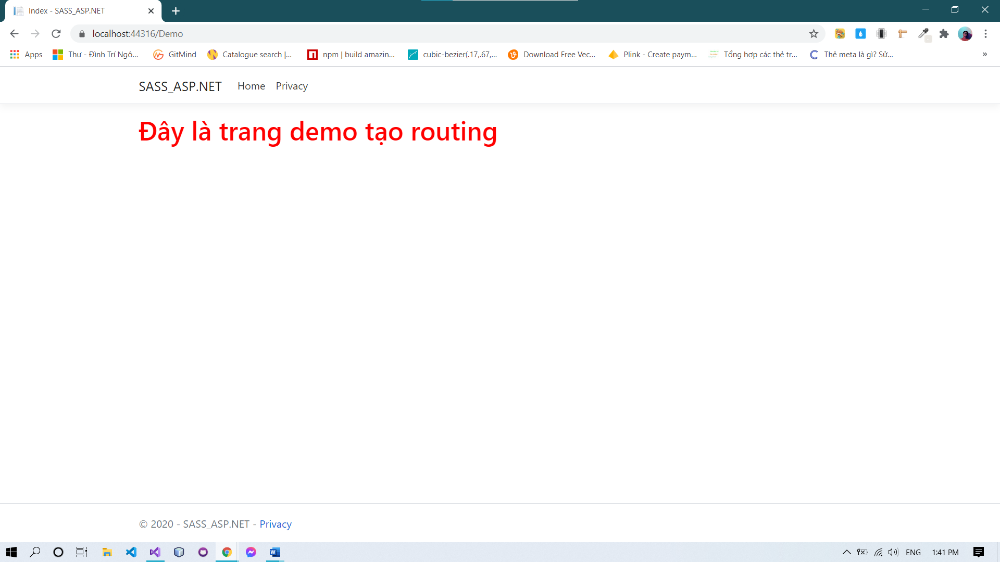 Index - SASS_ASP.NET
localhost:44316/Demo
Apps Thư - Đình Trí Ngô... GitMind Catalogue search |... npm | build amazin... cubic-bezier(.17,.67,... Download Free Vec... Plink - Create paym... Tổng hợp các thẻ tr... Thẻ meta là gì? Sử... »
SASS_ASP.NET Home Privacy
Đây là trang demo tạo routing
© 2020 - SASS_ASP.NET - Privacy
ENG 1:41 PM